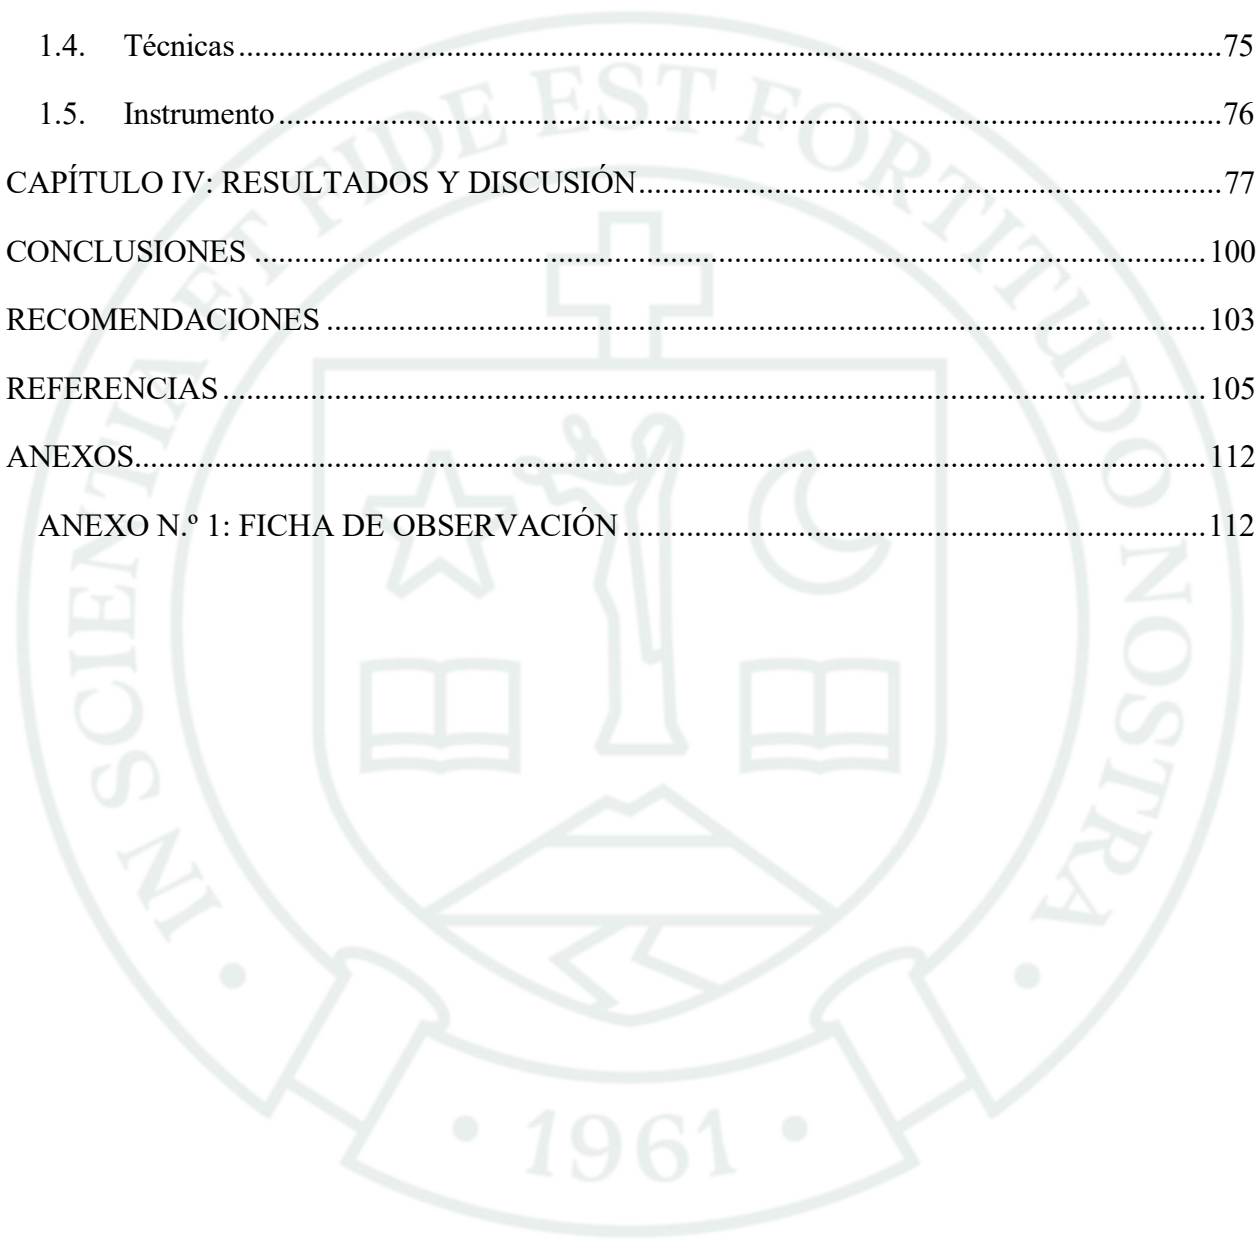 1.4. Técnicas ........ 75
1.5. Instrumento ........ 76
CAPÍTULO IV: RESULTADOS Y DISCUSIÓN ........ 77
CONCLUSIONES ........ 100
RECOMENDACIONES ........ 103
REFERENCIAS ........ 105
ANEXOS ........ 112
ANEXO N.º 1: FICHA DE OBSERVACIÓN ........ 112
IN SCIENTIA ET FIDE EST FORTITUDO NOSTRA
• 1961 •